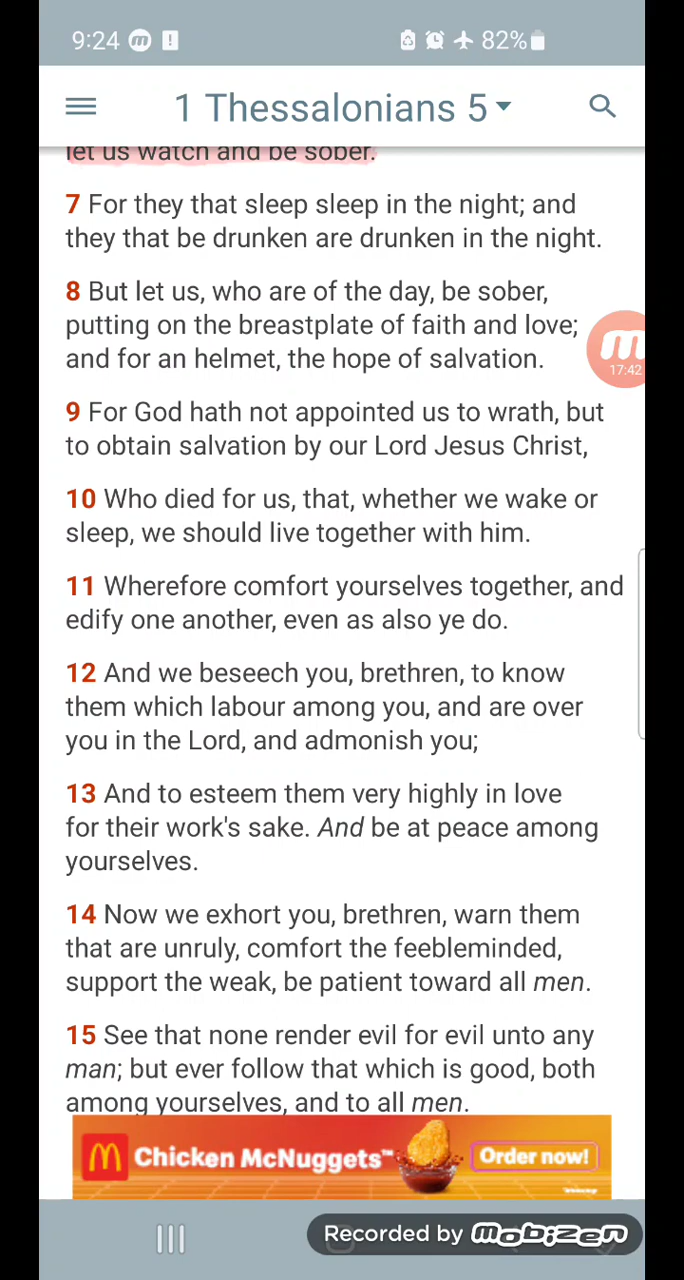 9:24 m ! 82%
1 Thessalonians 5
let us watch and be sober.
7 For they that sleep sleep in the night; and
they that be drunken are drunken in the night.
8 But let us, who are of the day, be sober,
putting on the breastplate of faith and love;
and for an helmet, the hope of salvation.
m
17:42
9 For God hath not appointed us to wrath, but
to obtain salvation by our Lord Jesus Christ,
10 Who died for us, that, whether we wake or
sleep, we should live together with him.
11 Wherefore comfort yourselves together, and
edify one another, even as also ye do.
12 And we beseech you, brethren, to know
them which labour among you, and are over
you in the Lord, and admonish you;
13 And to esteem them very highly in love
for their work's sake. And be at peace among
yourselves.
14 Now we exhort you, brethren, warn them
that are unruly, comfort the feebleminded,
support the weak, be patient toward all men.
15 See that none render evil for evil unto any
man; but ever follow that which is good, both
among yourselves, and to all men.
M Chicken McNuggets™ Order now!
Recorded by mobizen